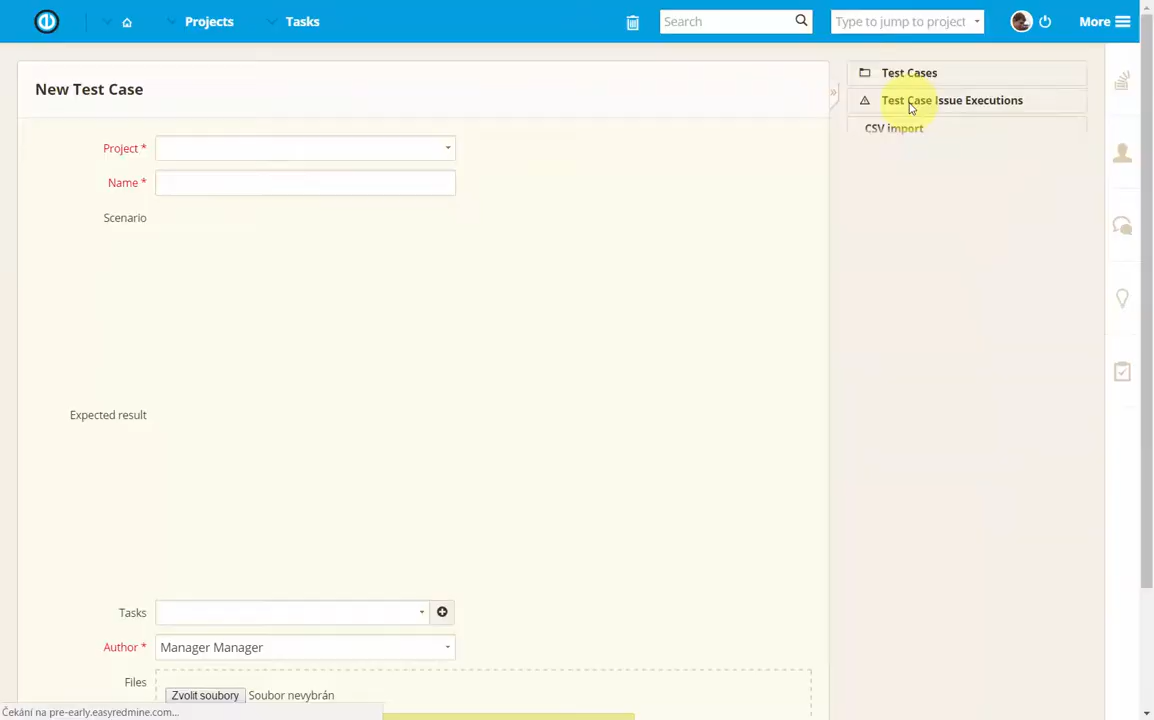 Projects
Tasks
Search
Type to jump to project
More
New Test Case
Test Cases
Test Case Issue Executions
CSV import
Project *
Name *
Scenario
Expected result
Tasks
Author *
Manager Manager
Files
Zvolit soubory Soubor nevybrán
Čekání na pre-early.easyredmine.com...